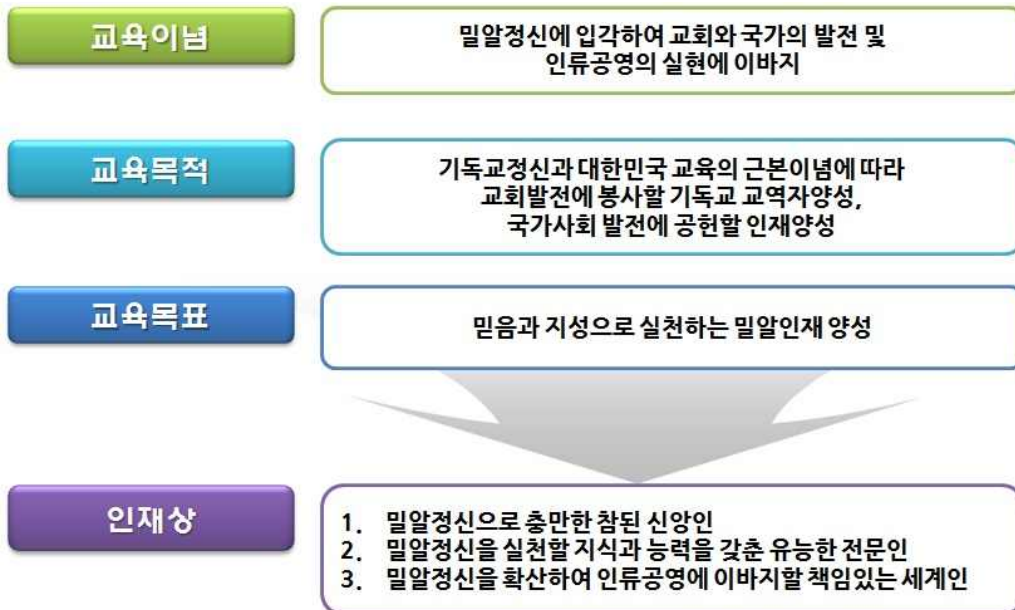 교육이념
밀알정신에 입각하여 교회와 국가의 발전 및
인류공영의 실현에 이바지
교육목적
기독교정신과 대한민국 교육의 근본이념에 따라
교회발전에 봉사할 기독교 교역자양성,
국가사회 발전에 공헌할 인재양성
교육목표
믿음과 지성으로 실천하는 밀알인재 양성
인재상
1. 밀알정신으로 충만한 참된 신앙인
2. 밀알정신을 실천할 지식과 능력을 갖춘 유능한 전문인
3. 밀알정신을 확산하여 인류공영에 이바지할 책임있는 세계인